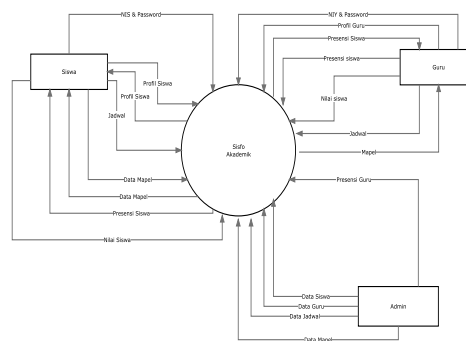 NIS & Password
NIY & Password
Profil Guru
Presensi Siswa
Siswa
Profil Siswa
Profil Siswa
Jadwal
Presensi siswa
Guru
Nilai siswa
Sisfo
Akademik
Jadwal
Mapel
Data Mapel
Data Mapel
Presensi Siswa
Nilai Siswa
Presensi Guru
Data Siswa
Data Guru
Data Jadwal
Admin
Data Mapel